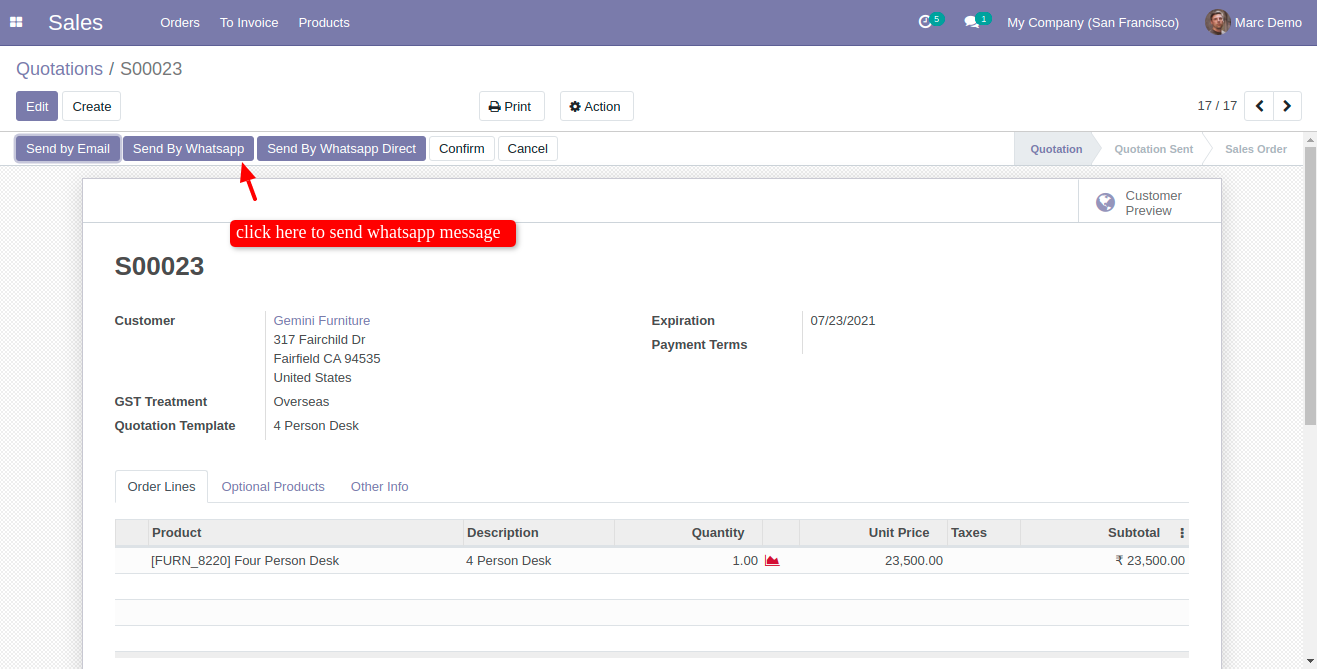 Sales Orders To Invoice Products 5 1 My Company (San Francisco) Marc Demo
Quotations / S00023
Edit Create Print Action 17 / 17
Send by Email Send By Whatsapp Send By Whatsapp Direct Confirm Cancel Quotation Quotation Sent Sales Order
Customer
Preview
click here to send whatsapp message
S00023
Customer Gemini Furniture Expiration 07/23/2021
317 Fairchild Dr
Payment Terms
Fairfield CA 94535
United States
GST Treatment Overseas
Quotation Template 4 Person Desk
Order Lines Optional Products Other Info
Product Description Quantity Unit Price Taxes Subtotal
[FURN_8220] Four Person Desk 4 Person Desk 1.00 23,500.00 ₹ 23,500.00